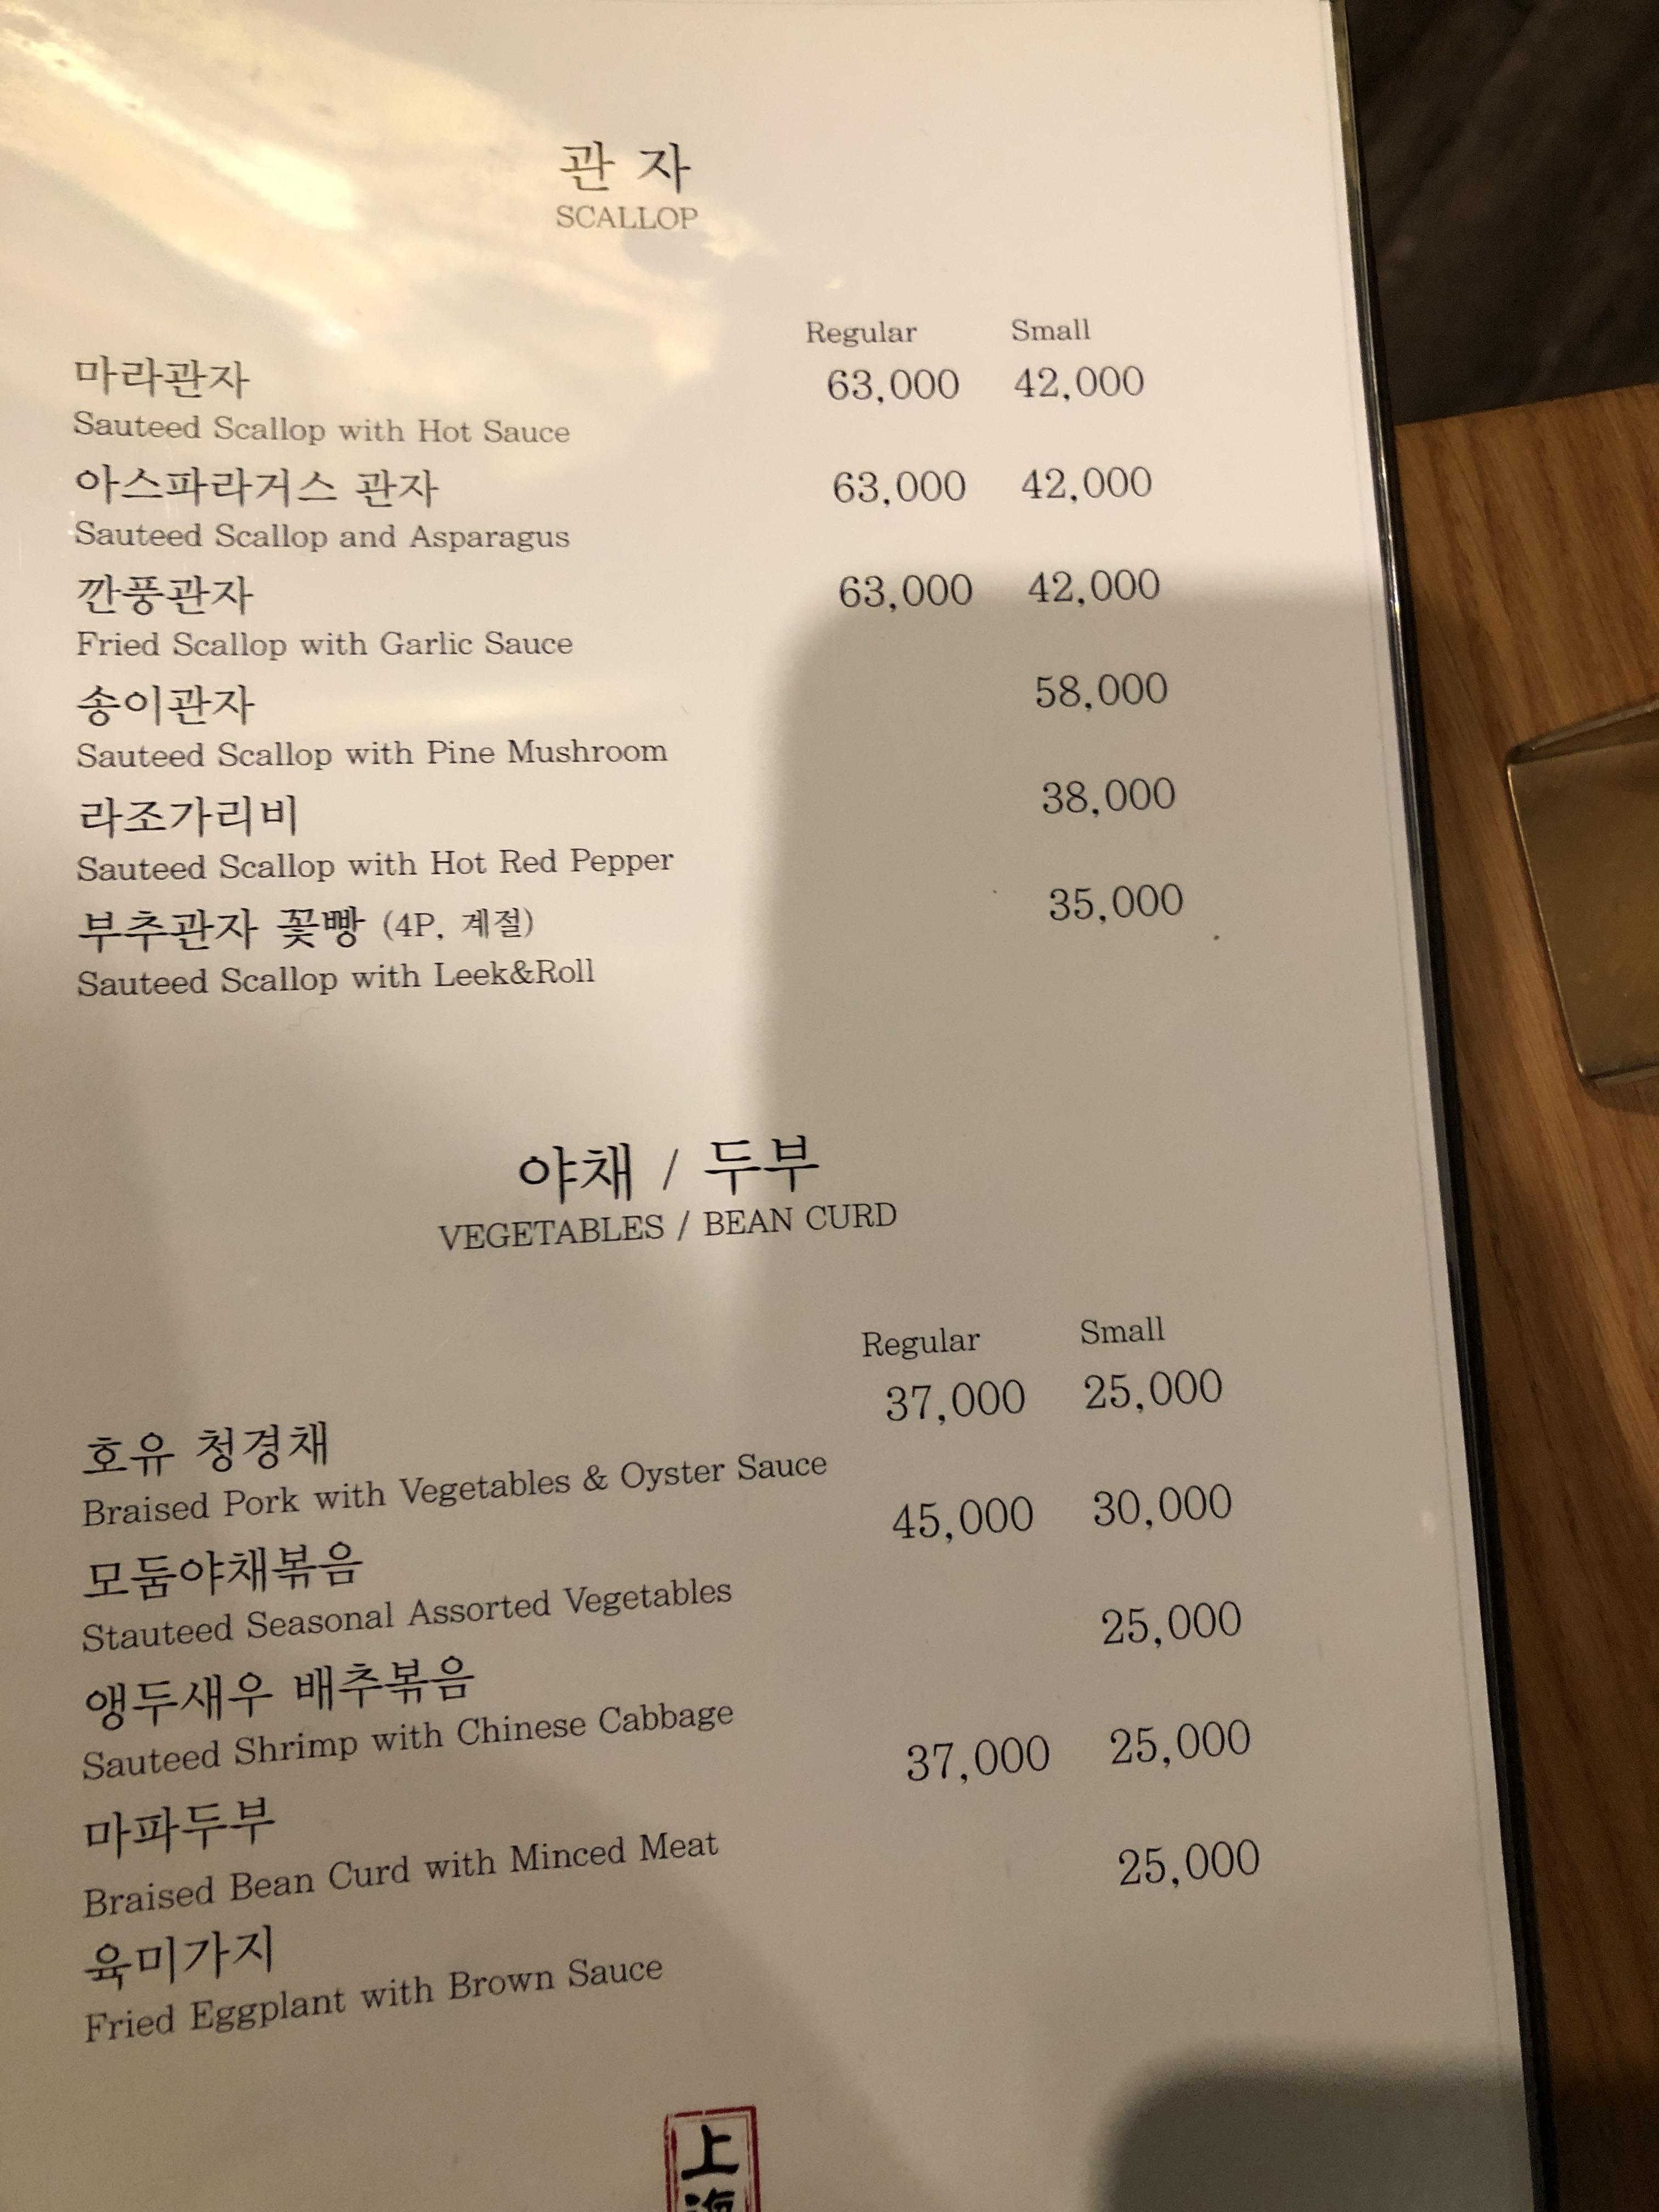 관 자
SCALLOP
Regular Small
마라관자 63,000 42,000
Sauteed Scallop with Hot Sauce
아스파라거스 관자 63,000 42,000
Sauteed Scallop and Asparagus
깐풍관자 63,000 42,000
Fried Scallop with Garlic Sauce
송이관자 58,000
Sauteed Scallop with Pine Mushroom
라조가리비 38,000
Sauteed Scallop with Hot Red Pepper
부추관자 꽃빵 (4P, 계절) 35,000
Sauteed Scallop with Leek&Roll
야채 / 두부
VEGETABLES / BEAN CURD
Regular Small
호유 청경채 37,000 25,000
Braised Pork with Vegetables & Oyster Sauce
모둠야채볶음 45,000 30,000
Stauteed Seasonal Assorted Vegetables
앵두새우 배추볶음 25,000
Sauteed Shrimp with Chinese Cabbage
마파두부 37,000 25,000
Braised Bean Curd with Minced Meat
육미가지 25,000
Fried Eggplant with Brown Sauce
上
海